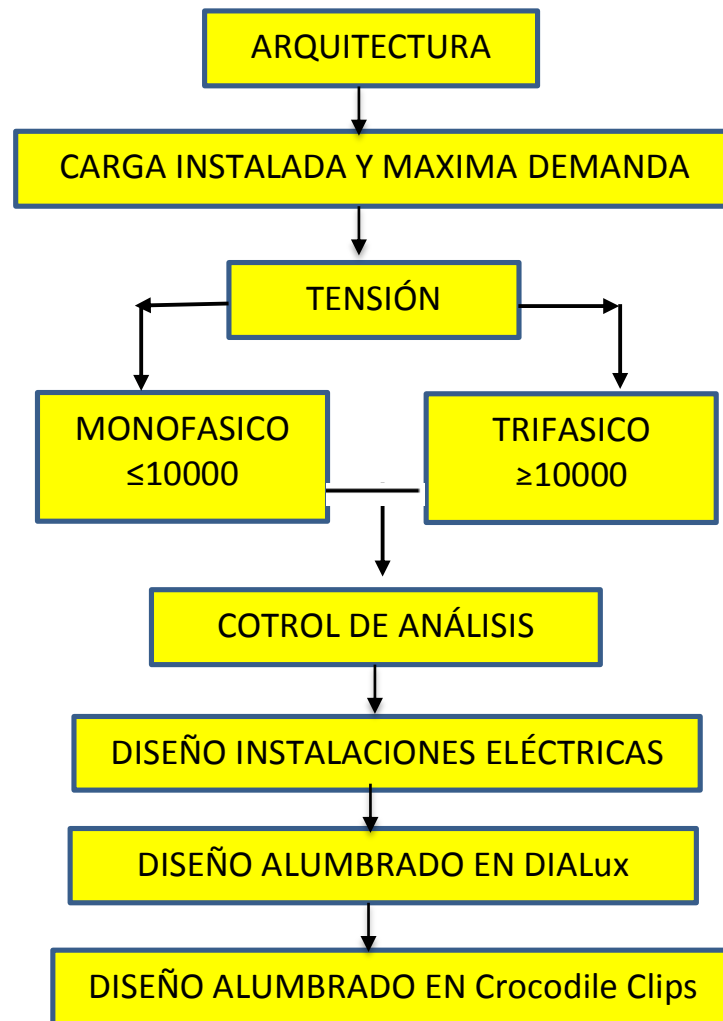 ARQUITECTURA
CARGA INSTALADA Y MAXIMA DEMANDA
TENSIÓN
MONOFASICO
≤10000
TRIFASICO
≥10000
COTROL DE ANÁLISIS
DISEÑO INSTALACIONES ELÉCTRICAS
DISEÑO ALUMBRADO EN DIALux
DISEÑO ALUMBRADO EN Crocodile Clips